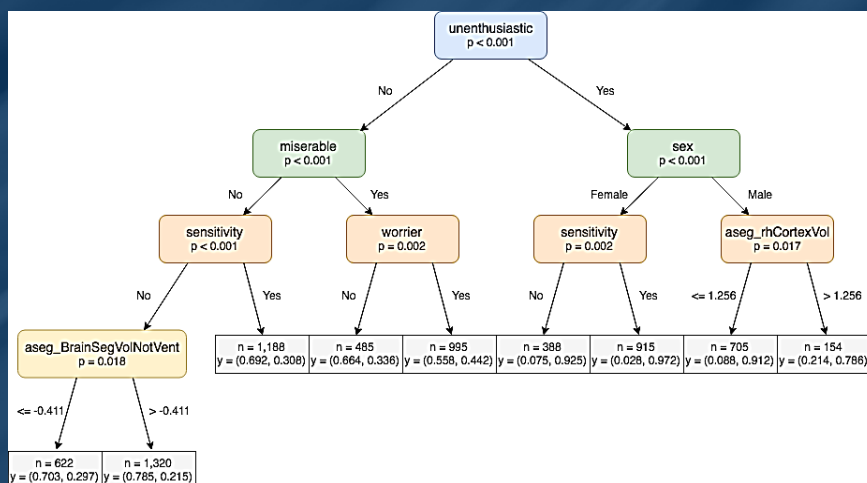 unenthusiastic
p < 0.001
No
Yes
miserable
p < 0.001
sex
p < 0.001
No
Yes
Female
Male
sensitivity
p < 0.001
worrier
p = 0.002
sensitivity
p = 0.002
aseg_rhCortexVol
p = 0.017
No
Yes
No
Yes
No
Yes
<= 1.256
> 1.256
aseg_BrainSegVolNotVent
p = 0.018
n = 1,188
y = (0.692, 0.308)
n = 485
y = (0.664, 0.336)
n = 995
y = (0.558, 0.442)
n = 388
y = (0.075, 0.925)
n = 915
y = (0.028, 0.972)
n = 705
y = (0.088, 0.912)
n = 154
y = (0.214, 0.786)
<= -0.411
> -0.411
n = 622
y = (0.703, 0.297)
n = 1,320
y = (0.785, 0.215)